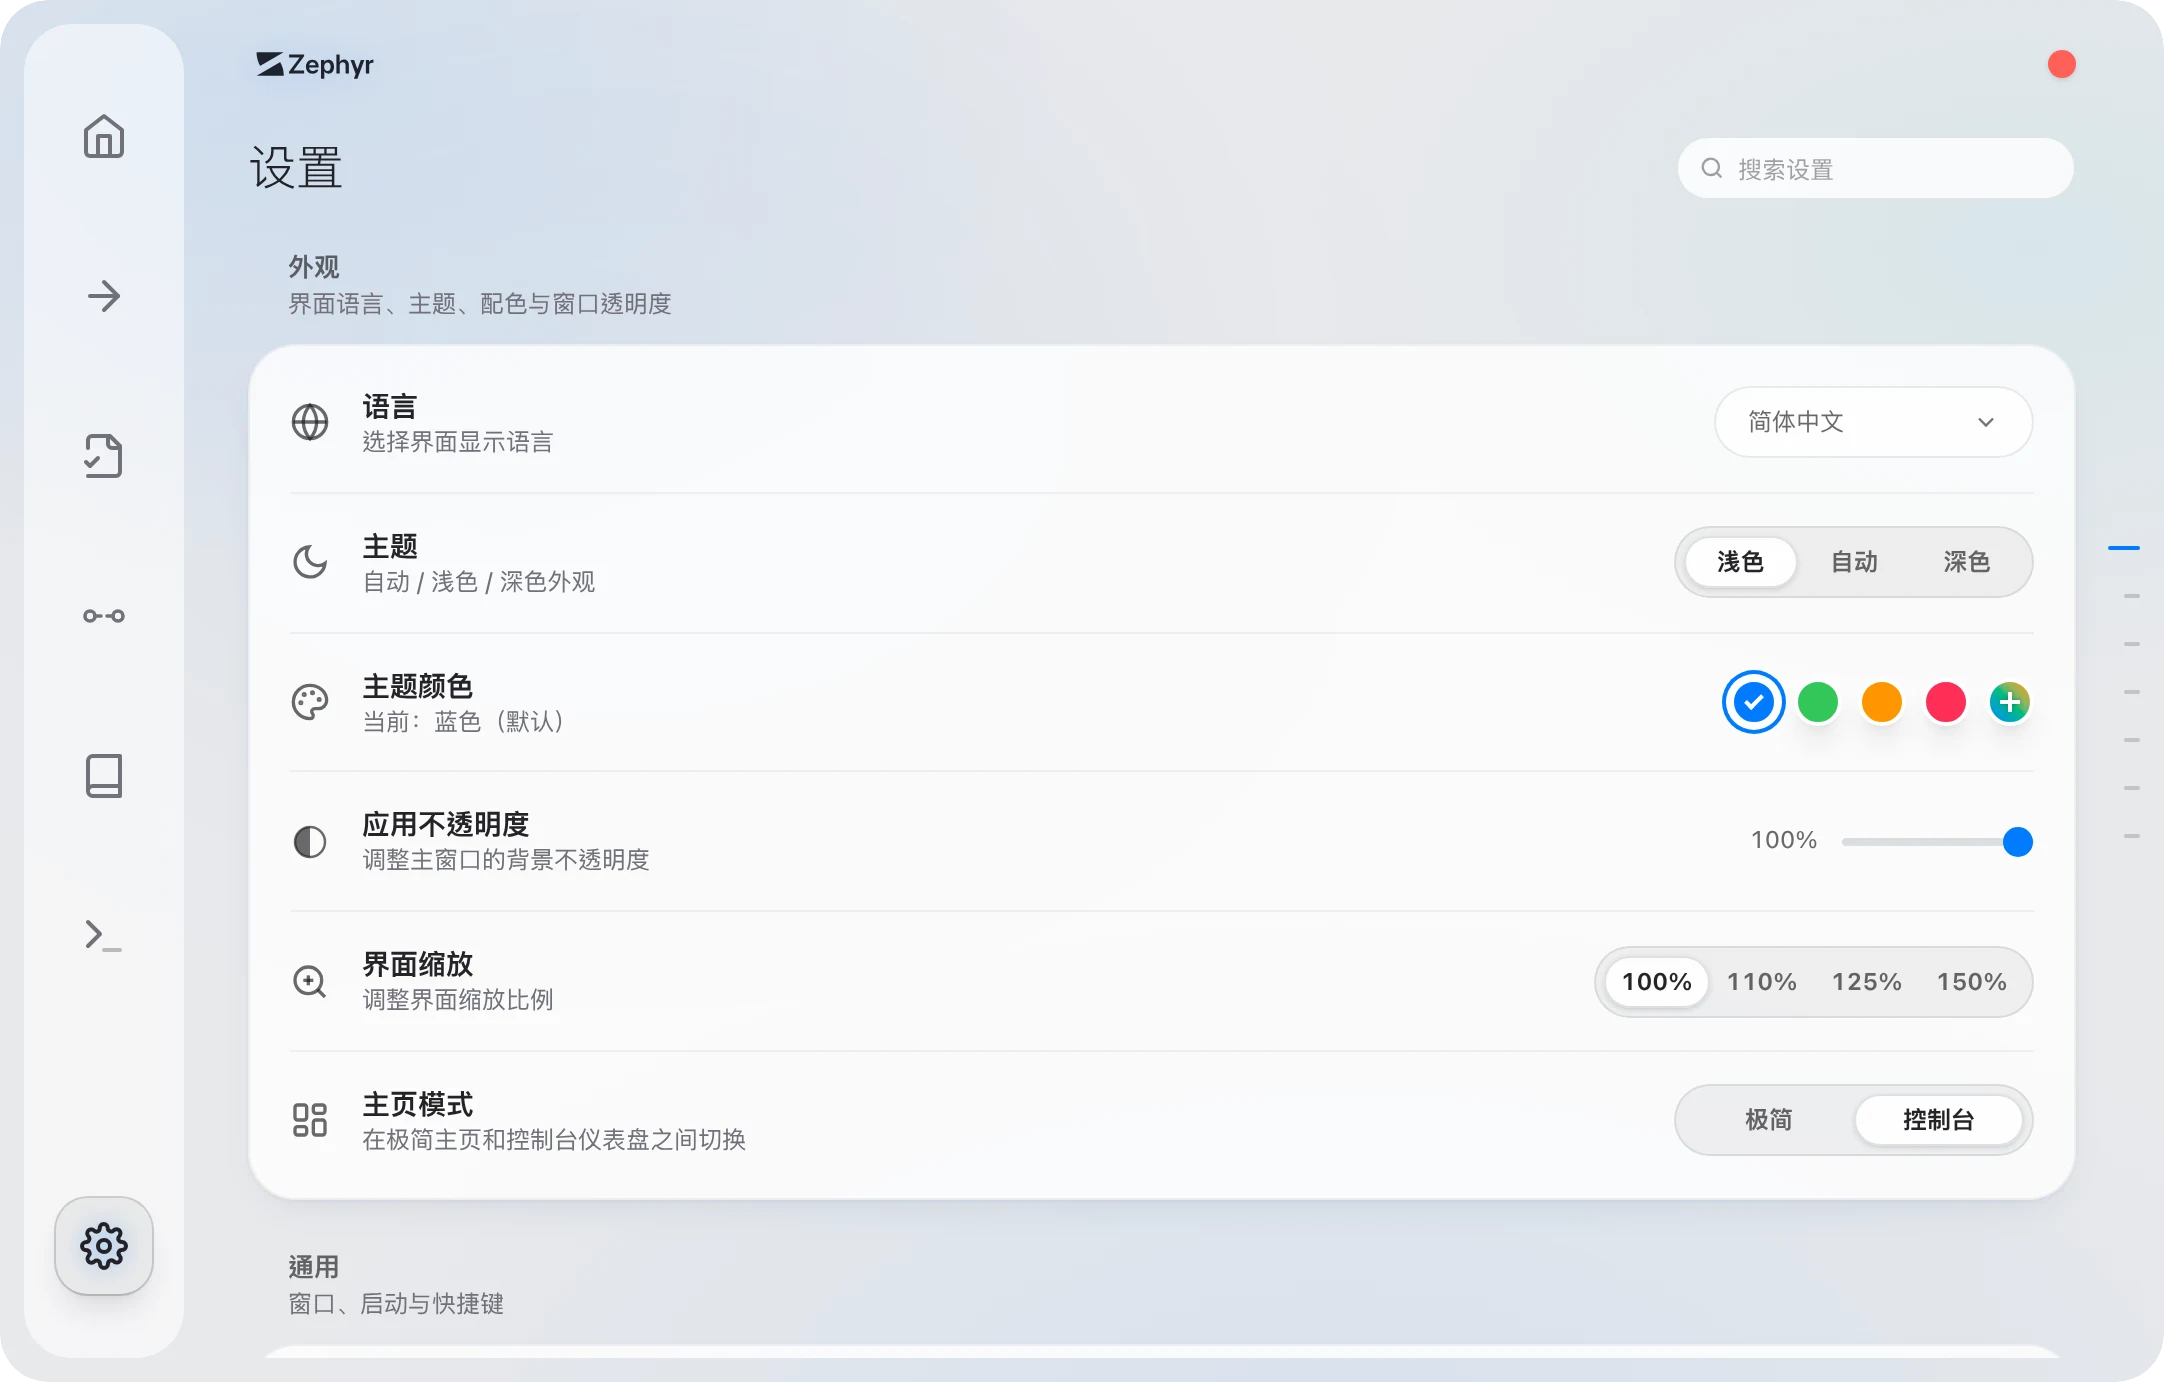 Zephyr
设置
搜索设置
外观
界面语言、主题、配色与窗口透明度
语言
选择界面显示语言
简体中文
主题
自动 / 浅色 / 深色外观
浅色 自动 深色
主题颜色
当前：蓝色（默认）
应用不透明度
调整主窗口的背景不透明度
100%
界面缩放
调整界面缩放比例
100% 110% 125% 150%
主页模式
在极简主页和控制台仪表盘之间切换
极简 控制台
通用
窗口、启动与快捷键